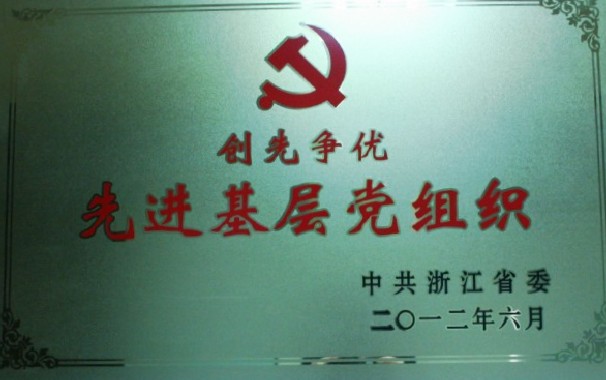 创先争优
先进基层党组织
中共浙江省委
二〇一二年六月